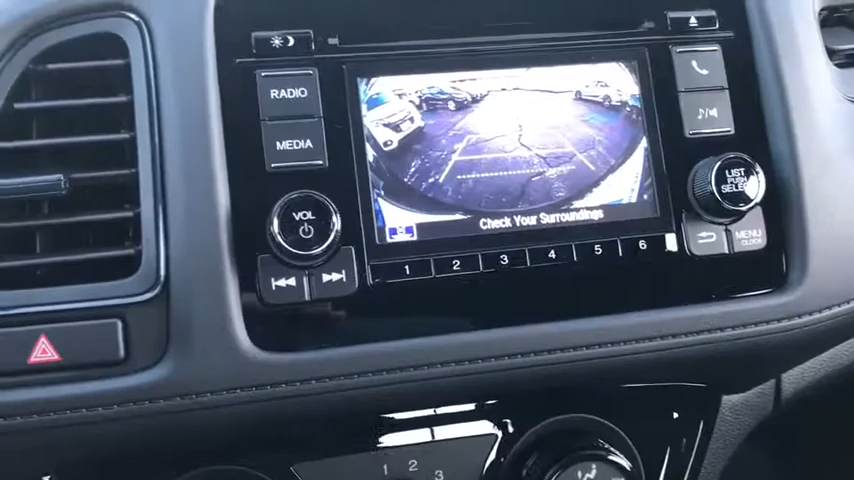 RADIO
MEDIA
VOL
LIST
PUSH
SELECT
MENU
CLOCK
Check Your Surroundings
1 2 3 4 5 6
1 2 3